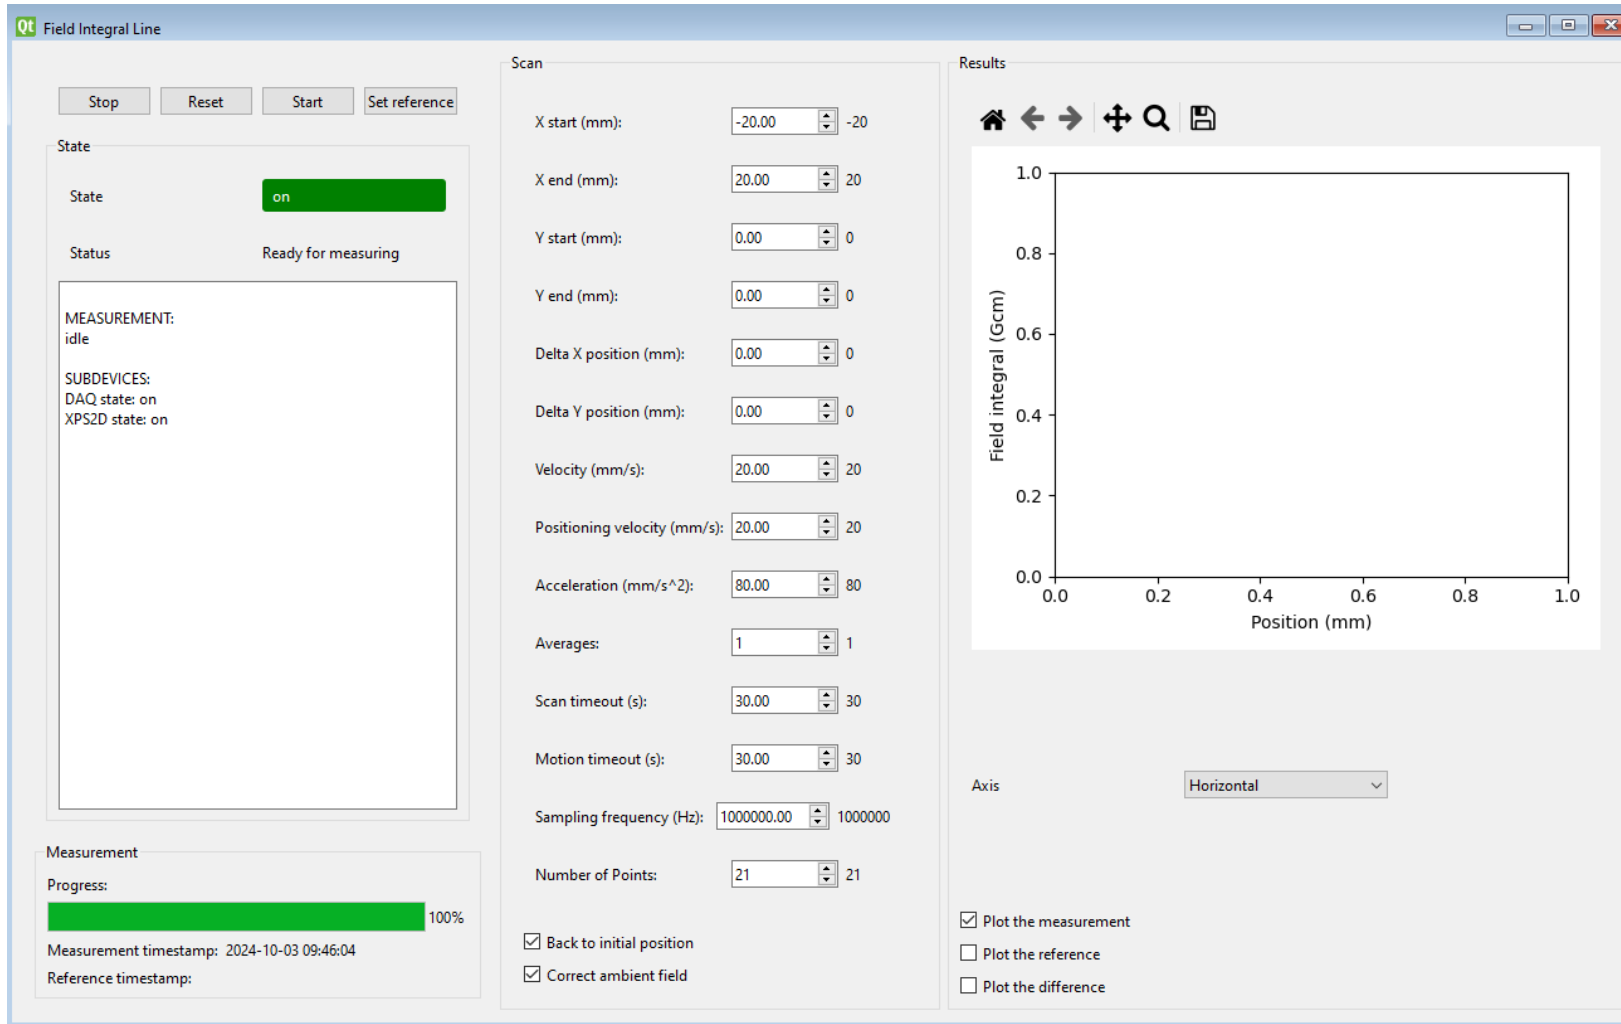 Qt Field Integral Line
Stop Reset Start Set reference
State
State on
Status Ready for measuring
MEASUREMENT:
idle
SUBDEVICES:
DAQ state: on
XPS2D state: on
Measurement
Progress:
100%
Measurement timestamp: 2024-10-03 09:46:04
Reference timestamp:
Scan
X start (mm): -20.00 -20
X end (mm): 20.00 20
Y start (mm): 0.00 0
Y end (mm): 0.00 0
Delta X position (mm): 0.00 0
Delta Y position (mm): 0.00 0
Velocity (mm/s): 20.00 20
Positioning velocity (mm/s): 20.00 20
Acceleration (mm/s^2): 80.00 80
Averages: 1 1
Scan timeout (s): 30.00 30
Motion timeout (s): 30.00 30
Sampling frequency (Hz): 1000000.00 1000000
Number of Points: 21 21
Back to initial position
Correct ambient field
Results
Field integral (Gcm)
1.0
0.8
0.6
0.4
0.2
0.0
0.0 0.2 0.4 0.6 0.8 1.0
Position (mm)
Axis Horizontal
Plot the measurement
Plot the reference
Plot the difference